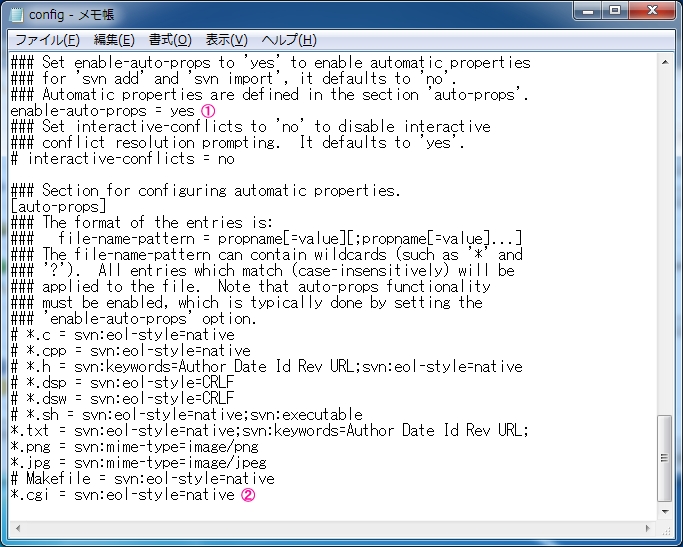 config - メモ帳
ファイル(F) 編集(E) 書式(O) 表示(V) ヘルプ(H)
### Set enable-auto-props to 'yes' to enable automatic properties
### for 'svn add' and 'svn import', it defaults to 'no'.
### Automatic properties are defined in the section 'auto-props'.
enable-auto-props = yes ①
### Set interactive-conflicts to 'no' to disable interactive
### conflict resolution prompting.  It defaults to 'yes'.
# interactive-conflicts = no
### Section for configuring automatic properties.
[auto-props]
### The format of the entries is:
###   file-name-pattern = propname[=value][;propname[=value]...]
### The file-name-pattern can contain wildcards (such as '*' and
### '?').  All entries which match (case-insensitively) will be
### applied to the file.  Note that auto-props functionality
### must be enabled, which is typically done by setting the
### 'enable-auto-props' option.
# *.c = svn:eol-style=native
# *.cpp = svn:eol-style=native
# *.h = svn:keywords=Author Date Id Rev URL;svn:eol-style=native
# *.dsp = svn:eol-style=CRLF
# *.dsw = svn:eol-style=CRLF
# *.sh = svn:eol-style=native;svn:executable
*.txt = svn:eol-style=native;svn:keywords=Author Date Id Rev URL;
*.png = svn:mime-type=image/png
*.jpg = svn:mime-type=image/jpeg
# Makefile = svn:eol-style=native
*.cgi = svn:eol-style=native ②